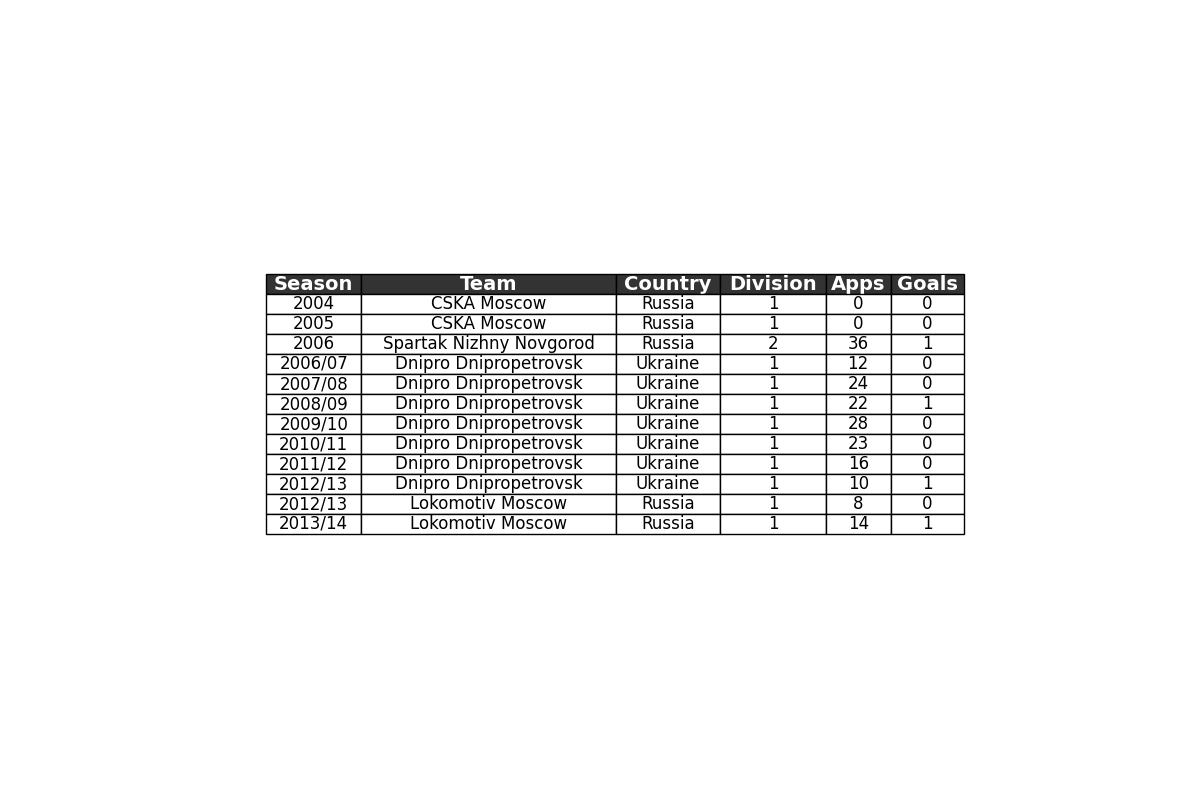 Season Team Country Division Apps Goals
2004 CSKA Moscow Russia 1 0 0
2005 CSKA Moscow Russia 1 0 0
2006 Spartak Nizhny Novgorod Russia 2 36 1
2006/07 Dnipro Dnipropetrovsk Ukraine 1 12 0
2007/08 Dnipro Dnipropetrovsk Ukraine 1 24 0
2008/09 Dnipro Dnipropetrovsk Ukraine 1 22 1
2009/10 Dnipro Dnipropetrovsk Ukraine 1 28 0
2010/11 Dnipro Dnipropetrovsk Ukraine 1 23 0
2011/12 Dnipro Dnipropetrovsk Ukraine 1 16 0
2012/13 Dnipro Dnipropetrovsk Ukraine 1 10 1
2012/13 Lokomotiv Moscow Russia 1 8 0
2013/14 Lokomotiv Moscow Russia 1 14 1